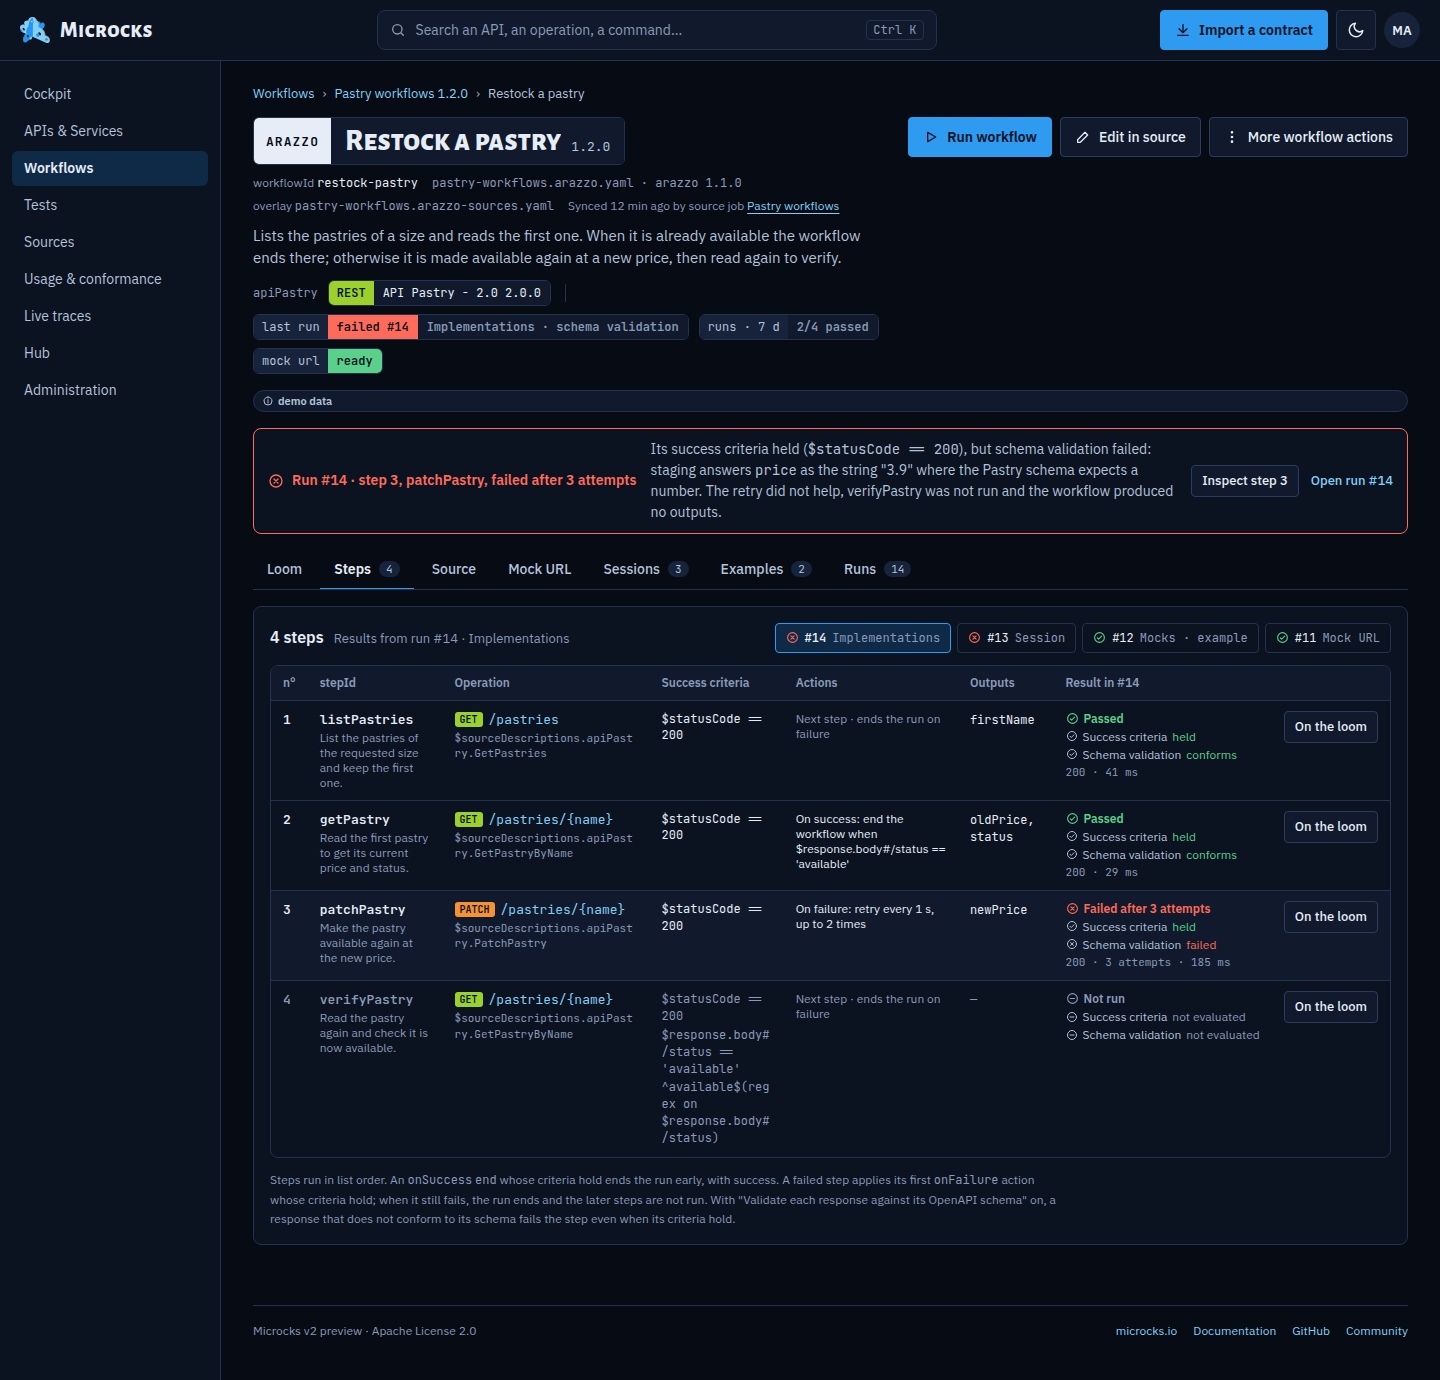 Microcks
Search an API, an operation, a command...
Ctrl K
Import a contract
MA
Cockpit
APIs & Services
Workflows
Tests
Sources
Usage & conformance
Live traces
Hub
Administration
Workflows › Pastry workflows 1.2.0 › Restock a pastry
ARAZZO Restock a pastry 1.2.0
Run workflow
Edit in source
More workflow actions
workflowId restock-pastry pastry-workflows.arazzo.yaml · arazzo 1.1.0
overlay pastry-workflows.arazzo-sources.yaml Synced 12 min ago by source job Pastry workflows
Lists the pastries of a size and reads the first one. When it is already available the workflow
ends there; otherwise it is made available again at a new price, then read again to verify.
apiPastry REST API Pastry - 2.0 2.0.0
last run failed #14 Implementations · schema validation
runs · 7 d 2/4 passed
mock url ready
demo data
Run #14 · step 3, patchPastry, failed after 3 attempts
Its success criteria held ($statusCode == 200), but schema validation failed:
staging answers price as the string "3.9" where the Pastry schema expects a
number. The retry did not help, verifyPastry was not run and the workflow produced
no outputs.
Inspect step 3
Open run #14
Loom
Steps 4
Source
Mock URL
Sessions 3
Examples 2
Runs 14
4 steps Results from run #14 · Implementations
#14 Implementations
#13 Session
#12 Mocks · example
#11 Mock URL
nº stepId Operation Success criteria Actions Outputs Result in #14
1
listPastries
List the pastries of
the requested size
and keep the first
one.
GET /pastries
$sourceDescriptions.apiPast
ry.GetPastries
$statusCode ==
200
Next step · ends the run on
failure
firstName
Passed
Success criteria held
Schema validation conforms
200 · 41 ms
On the loom
2
getPastry
Read the first pastry
to get its current
price and status.
GET /pastries/{name}
$sourceDescriptions.apiPast
ry.GetPastryByName
$statusCode ==
200
On success: end the
workflow when
$response.body#/status ==
'available'
oldPrice,
status
Passed
Success criteria held
Schema validation conforms
200 · 29 ms
On the loom
3
patchPastry
Make the pastry
available again at
the new price.
PATCH /pastries/{name}
$sourceDescriptions.apiPast
ry.PatchPastry
$statusCode ==
200
On failure: retry every 1 s,
up to 2 times
newPrice
Failed after 3 attempts
Success criteria held
Schema validation failed
200 · 3 attempts · 185 ms
On the loom
4
verifyPastry
Read the pastry
again and check it is
now available.
GET /pastries/{name}
$sourceDescriptions.apiPast
ry.GetPastryByName
$statusCode ==
200
$response.body#
/status ==
'available'
^available$(reg
ex on
$response.body#
/status)
Next step · ends the run on
failure
—
Not run
Success criteria not evaluated
Schema validation not evaluated
On the loom
Steps run in list order. An onSuccess end whose criteria hold ends the run early, with success. A failed step applies its first onFailure action
whose criteria hold; when it still fails, the run ends and the later steps are not run. With "Validate each response against its OpenAPI schema" on, a
response that does not conform to its schema fails the step even when its criteria hold.
Microcks v2 preview · Apache License 2.0
microcks.io
Documentation
GitHub
Community